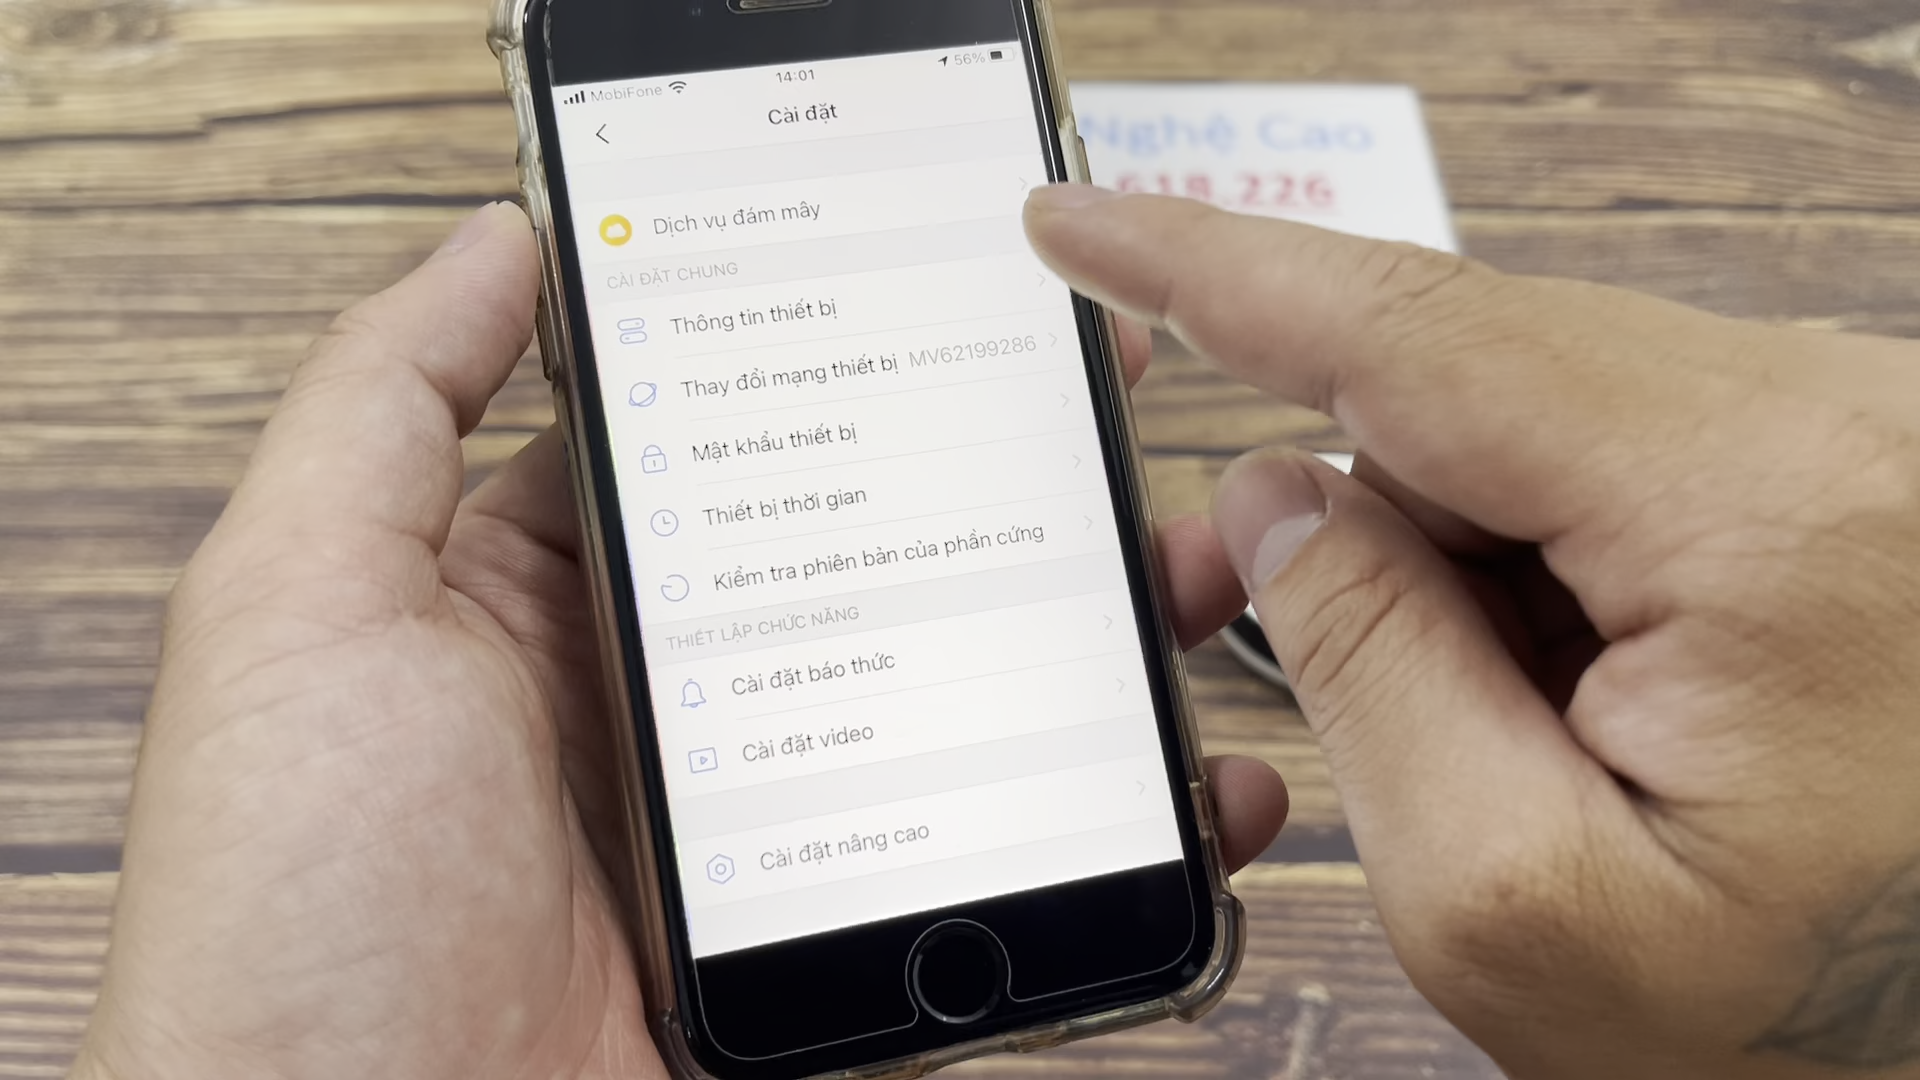 MobiFone
14:01
56%
Cài đặt
Nghệ Cao
618.226
Dịch vụ đám mây
CÀI ĐẶT CHUNG
Thông tin thiết bị
Thay đổi mạng thiết bị MV62199286
Mật khẩu thiết bị
Thiết bị thời gian
Kiểm tra phiên bản của phần cứng
THIẾT LẬP CHỨC NĂNG
Cài đặt báo thức
Cài đặt video
Cài đặt nâng cao